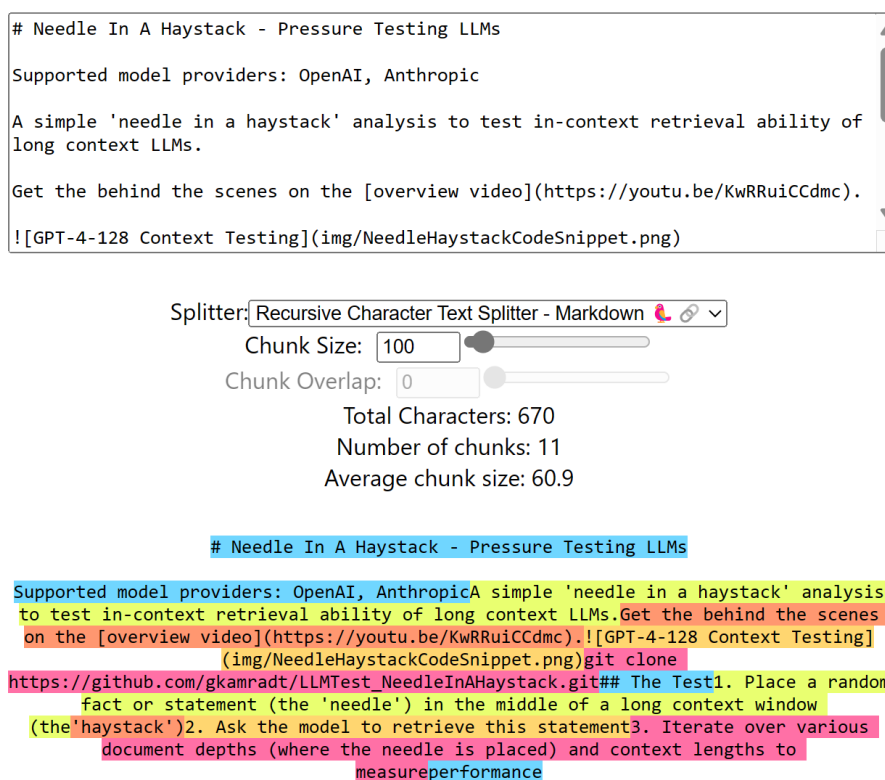 # Needle In A Haystack - Pressure Testing LLMs
Supported model providers: OpenAI, Anthropic
A simple 'needle in a haystack' analysis to test in-context retrieval ability of
long context LLMs.
Get the behind the scenes on the [overview video](https://youtu.be/KwRRuiCCdmc).
![GPT-4-128 Context Testing](img/NeedleHaystackCodeSnippet.png)
Splitter: Recursive Character Text Splitter - Markdown 🦜🔗
Chunk Size: 100
Chunk Overlap: 0
Total Characters: 670
Number of chunks: 11
Average chunk size: 60.9
# Needle In A Haystack - Pressure Testing LLMs
Supported model providers: OpenAI, AnthropicA simple 'needle in a haystack' analysis
to test in-context retrieval ability of long context LLMs.Get the behind the scenes
on the [overview video](https://youtu.be/KwRRuiCCdmc).![GPT-4-128 Context Testing]
(img/NeedleHaystackCodeSnippet.png)git clone
https://github.com/gkamradt/LLMTest_NeedleInAHaystack.git## The Test1. Place a random
fact or statement (the 'needle') in the middle of a long context window
(the'haystack')2. Ask the model to retrieve this statement3. Iterate over various
document depths (where the needle is placed) and context lengths to
measureperformance